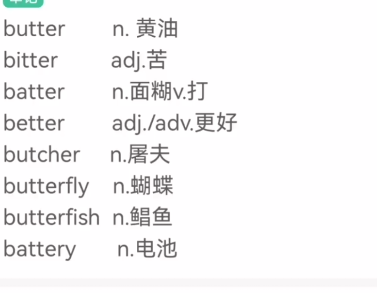 butter n. 黄油
bitter adj.苦
batter n.面糊v.打
better adj./adv.更好
butcher n.屠夫
butterfly n.蝴蝶
butterfish n.鲳鱼
battery n.电池